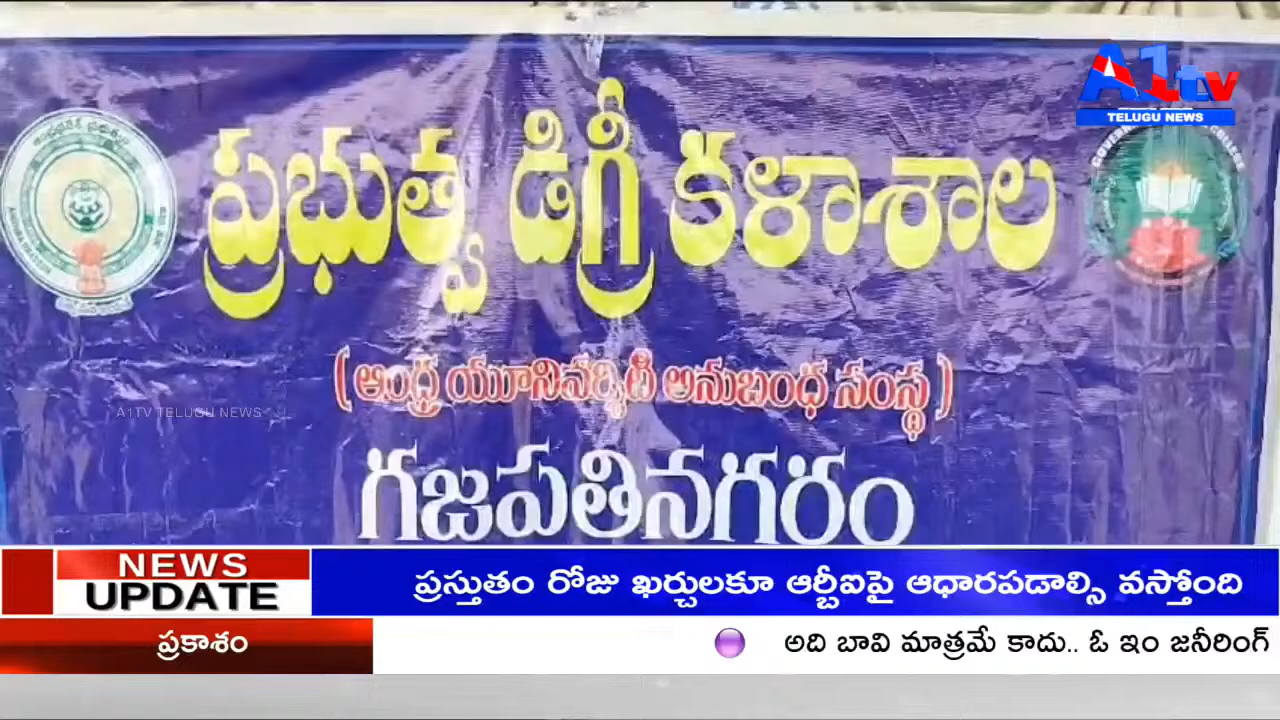 A1tv
TELUGU NEWS
ప్రభుత్వ డిగ్రీ కళాశాల
( ఆంధ్ర యూనివర్శిటీ అనుబంధ సంస్థ )
A1TV TELUGU NEWS
గజపతినగరం
NEWS
UPDATE
ప్రస్తుతం రోజు ఖర్చులకూ ఆర్బీఐపై ఆధారపడాల్సి వస్తోంది
ప్రకాశం
అది బావి మాత్రమే కాదు.. ఓ ఇం జనీరింగ్